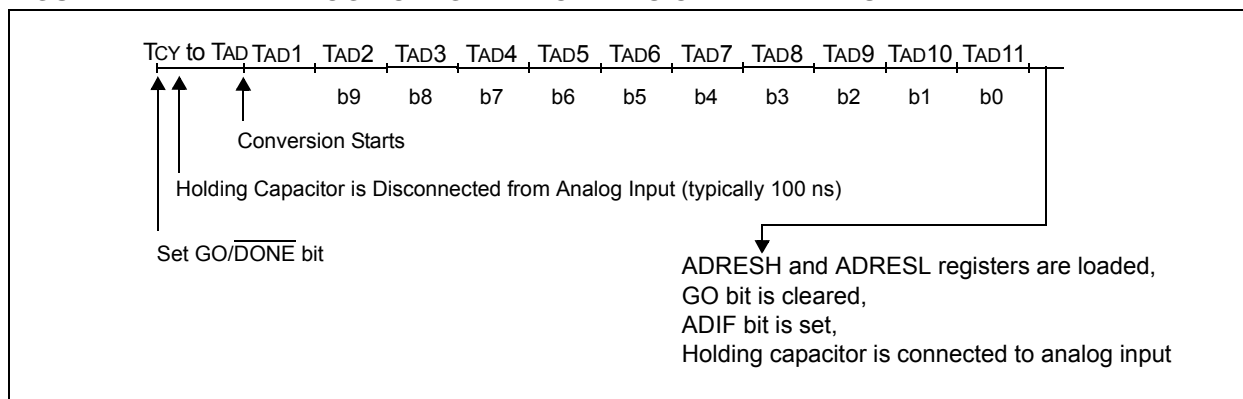 TCY to TAD TAD1 TAD2 TAD3 TAD4 TAD5 TAD6 TAD7 TAD8 TAD9 TAD10 TAD11
b9 b8 b7 b6 b5 b4 b3 b2 b1 b0
Conversion Starts
Holding Capacitor is Disconnected from Analog Input (typically 100 ns)
Set GO/DONE bit
ADRESH and ADRESL registers are loaded,
GO bit is cleared,
ADIF bit is set,
Holding capacitor is connected to analog input